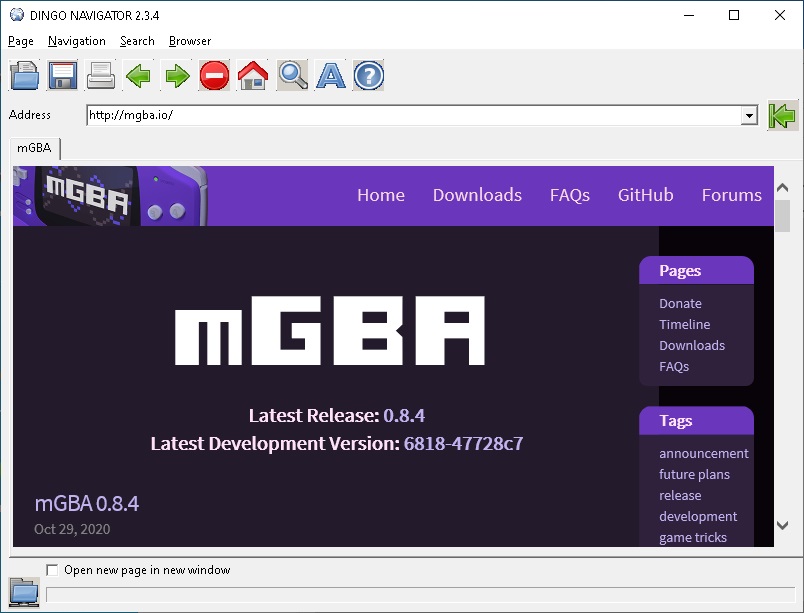 DINGO NAVIGATOR 2.3.4
Page Navigation Search Browser
Address http://mgba.io/
mGBA
mGBA Home Downloads FAQs GitHub Forums
mGBA
Latest Release: 0.8.4
Latest Development Version: 6818-47728c7
mGBA 0.8.4
Oct 29, 2020
Pages
Donate
Timeline
Downloads
FAQs
Tags
announcement
future plans
release
development
game tricks
Open new page in new window